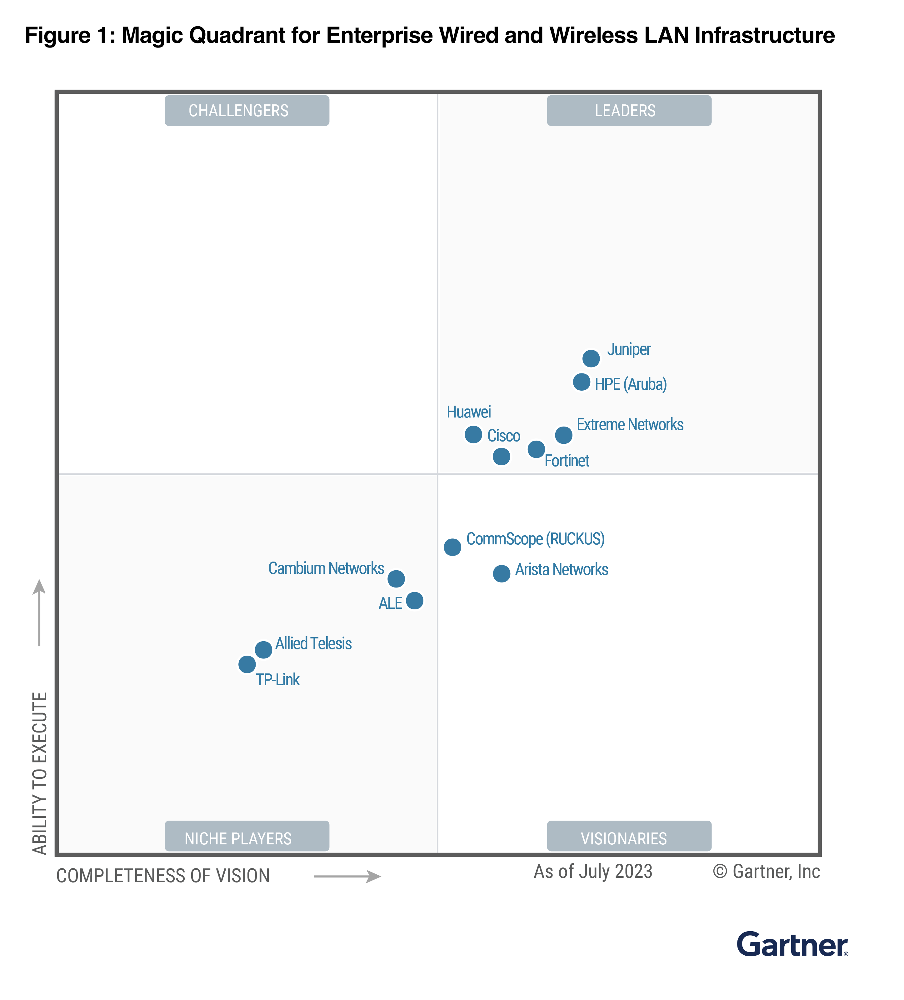 Figure 1: Magic Quadrant for Enterprise Wired and Wireless LAN Infrastructure
CHALLENGERS
LEADERS
Juniper
HPE (Aruba)
Huawei
Extreme Networks
Cisco
Fortinet
CommScope (RUCKUS)
Cambium Networks
Arista Networks
ALE
Allied Telesis
TP-Link
NICHE PLAYERS
VISIONARIES
ABILITY TO EXECUTE
COMPLETENESS OF VISION
As of July 2023
© Gartner, Inc
Gartner®